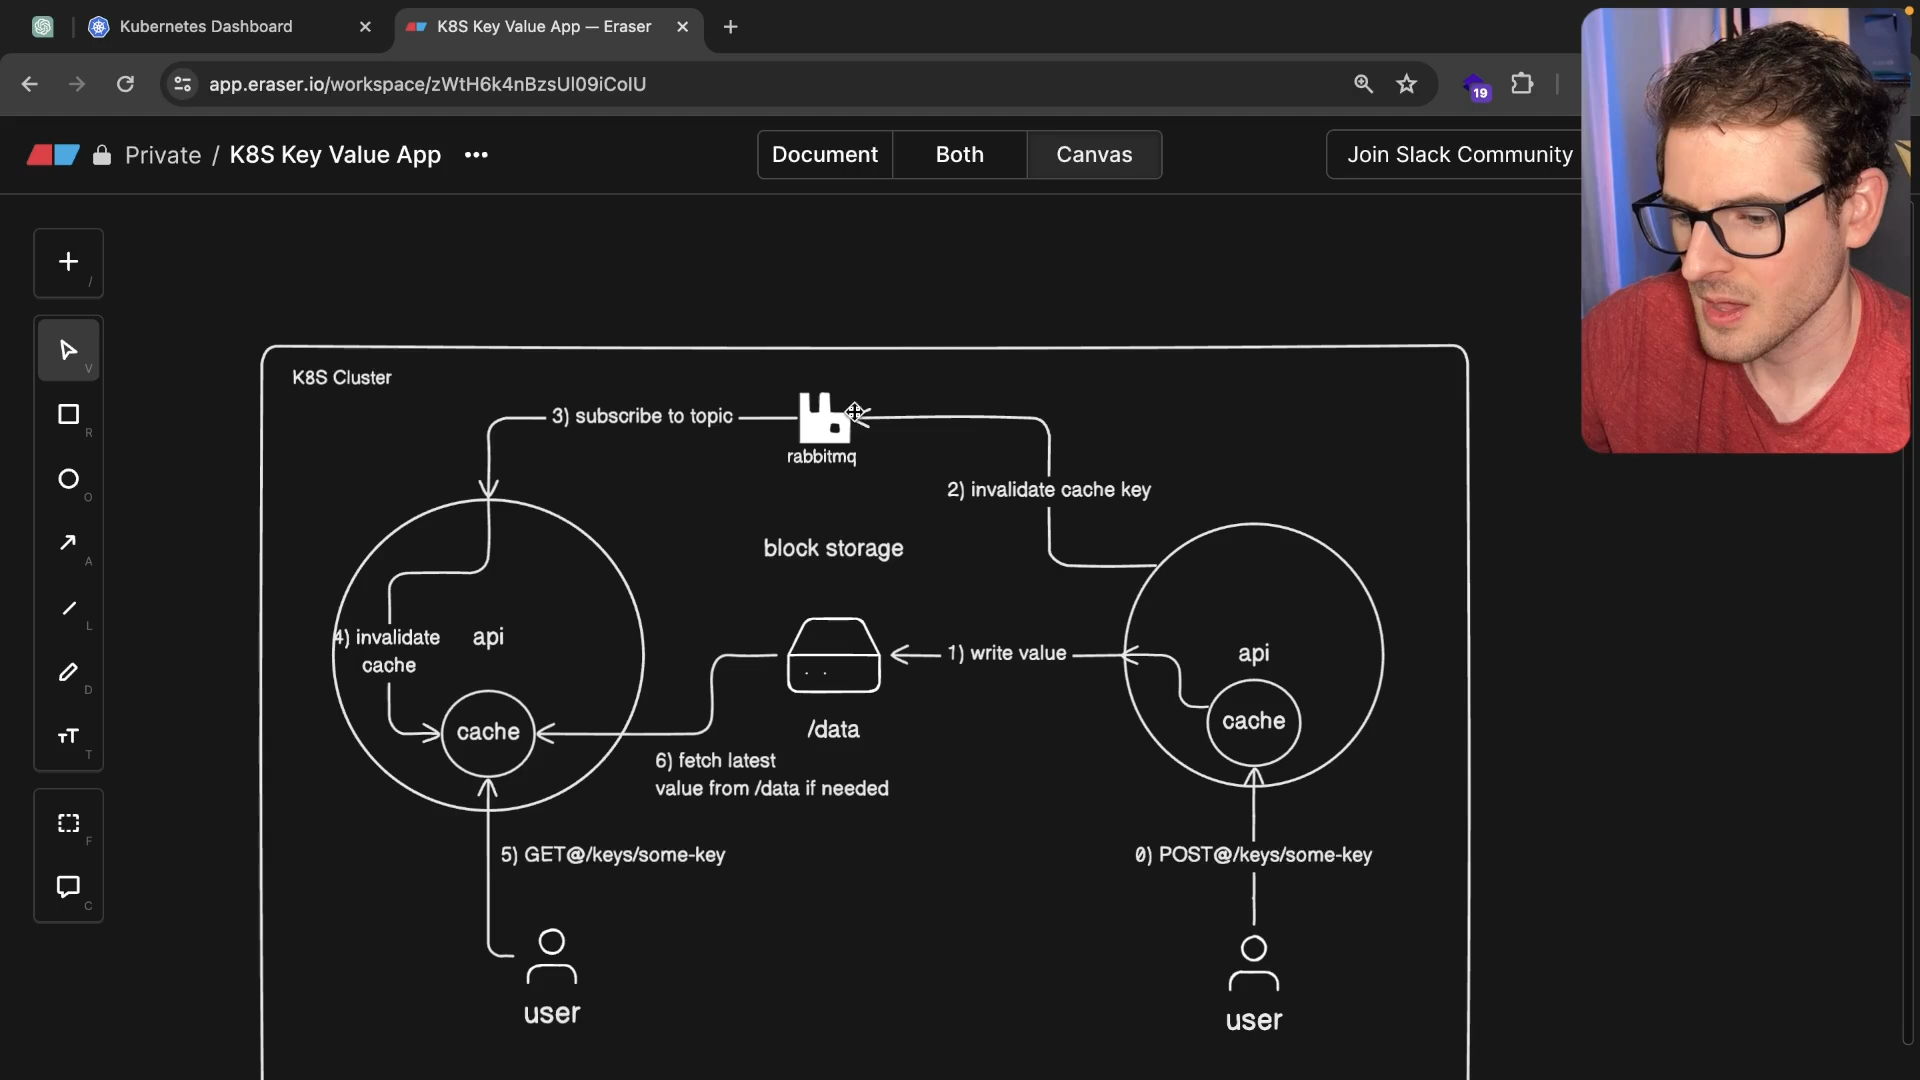 Kubernetes Dashboard
K8S Key Value App — Eraser
app.eraser.io/workspace/zWtH6k4nBzsUl09iColU
19
Private / K8S Key Value App
Document
Both
Canvas
Join Slack Community
/
V
R
O
A
L
D
T
F
C
K8S Cluster
3) subscribe to topic
rabbitmq
2) invalidate cache key
block storage
4) invalidate
cache
api
cache
1) write value
api
cache
/data
6) fetch latest
value from /data if needed
5) GET@/keys/some-key
0) POST@/keys/some-key
user
user